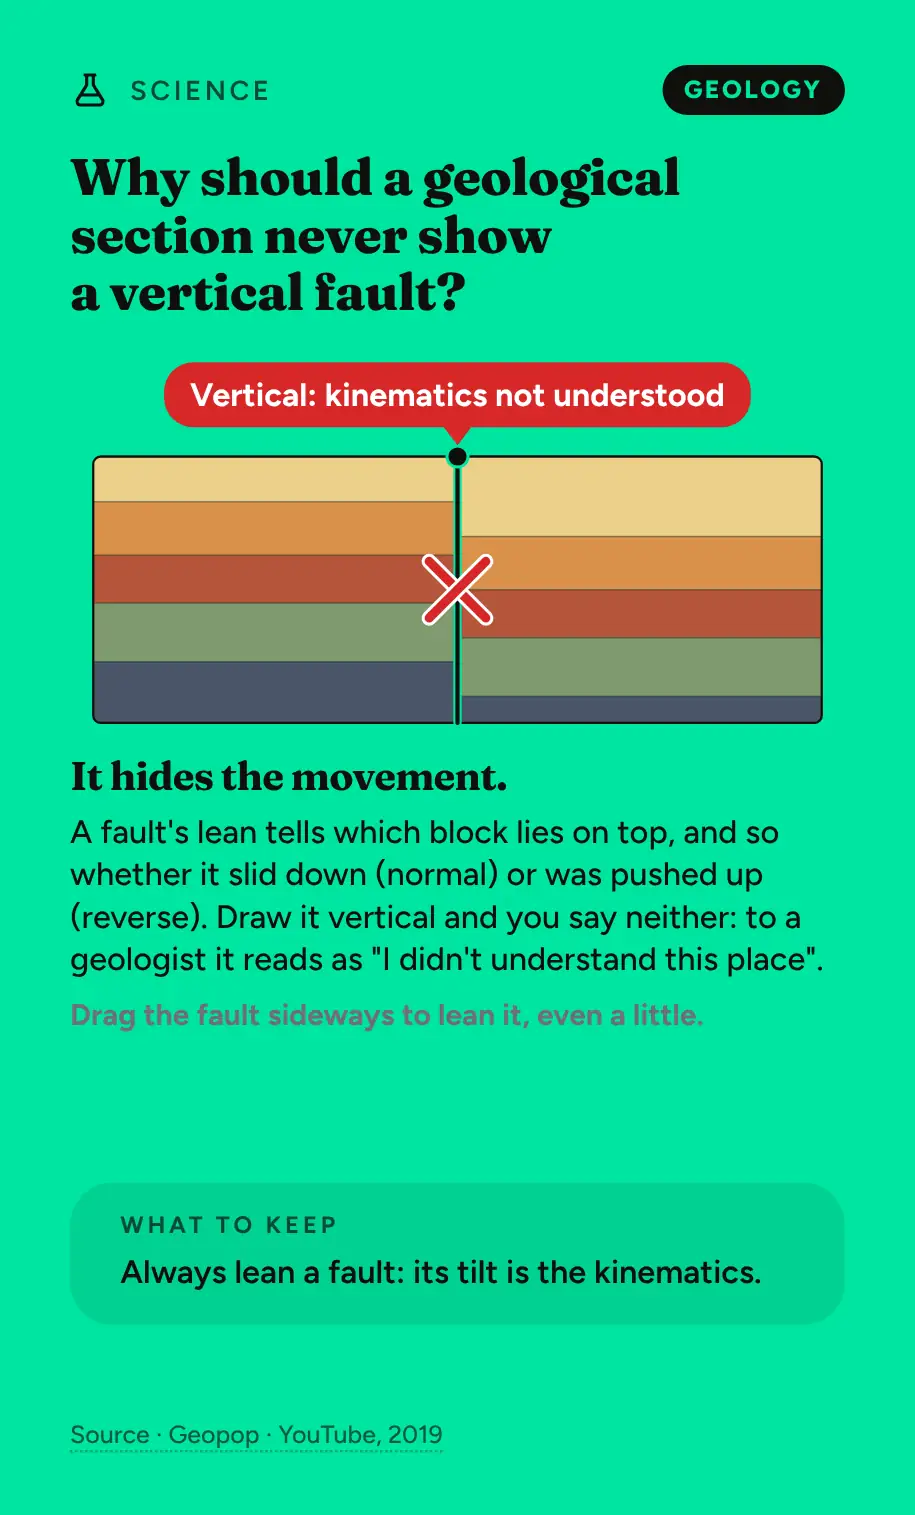 SCIENCE
GEOLOGY
Why should a geological
section never show
a vertical fault?
Vertical: kinematics not understood
It hides the movement.
A fault's lean tells which block lies on top, and so
whether it slid down (normal) or was pushed up
(reverse). Draw it vertical and you say neither: to a
geologist it reads as "I didn't understand this place".
Drag the fault sideways to lean it, even a little.
WHAT TO KEEP
Always lean a fault: its tilt is the kinematics.
Source · Geopop · YouTube, 2019